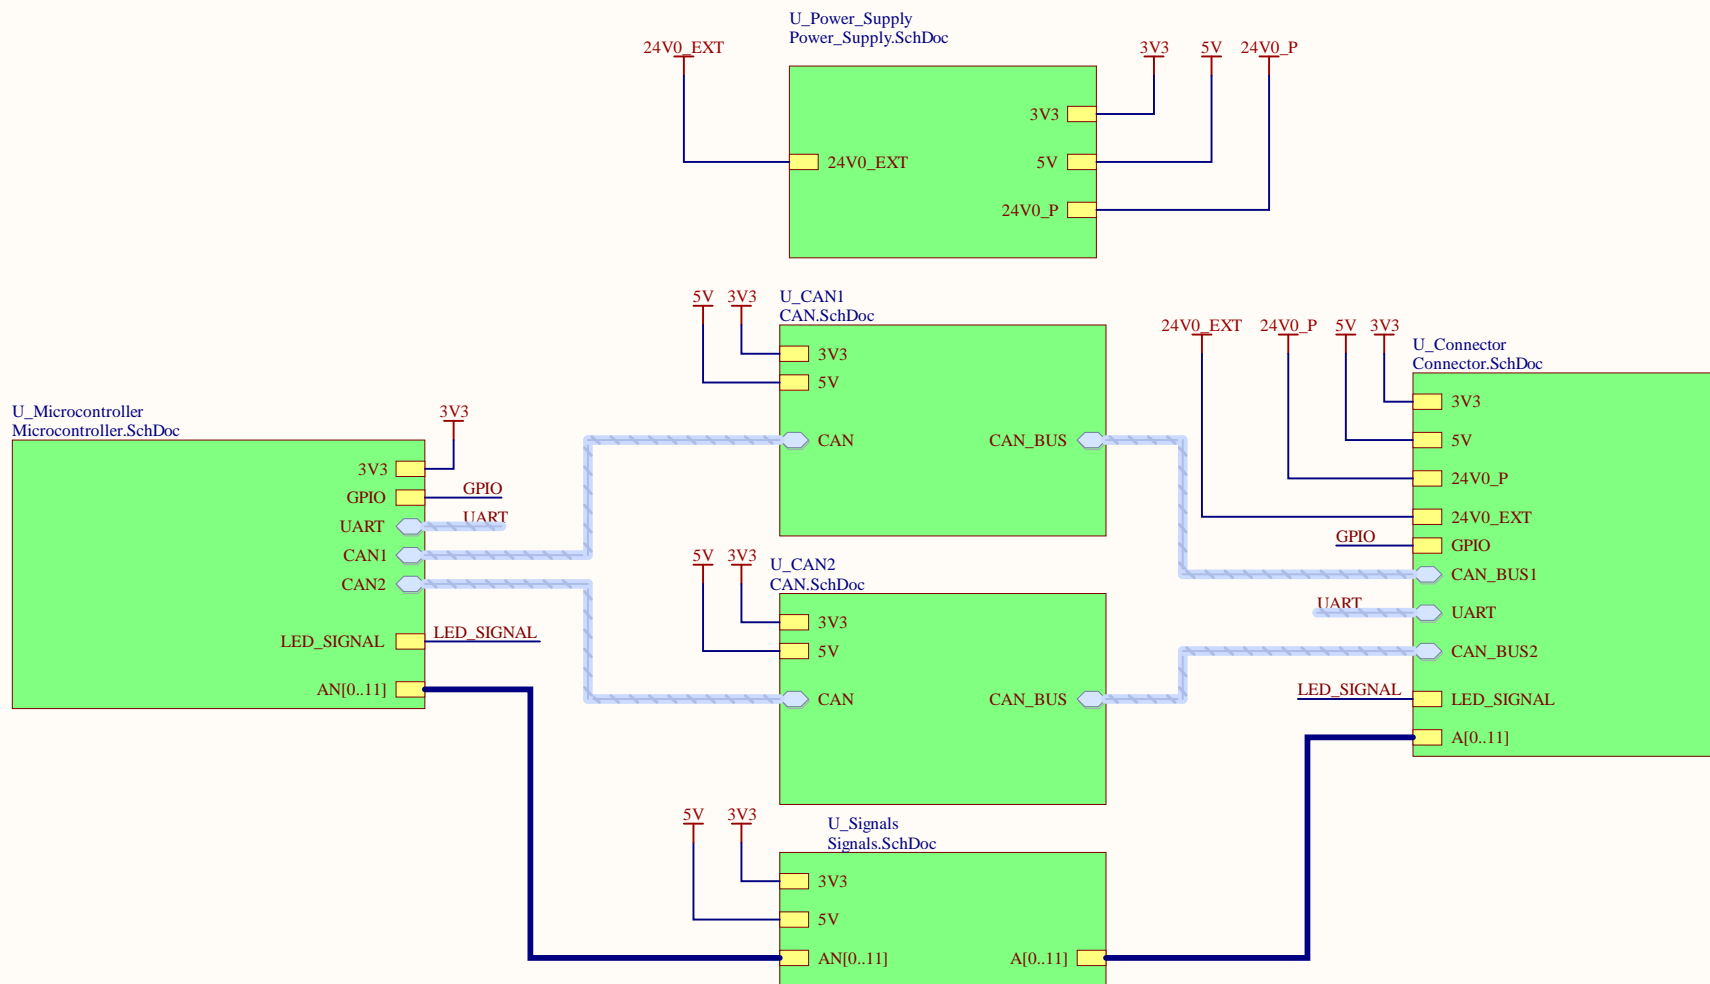 U_Power_Supply
Power_Supply.SchDoc
24V0_EXT
3V3
5V
24V0_P
3V3
24V0_EXT
5V
24V0_P
5V
3V3
U_CAN1
CAN.SchDoc
3V3
5V
CAN
CAN_BUS
24V0_EXT
24V0_P
5V
3V3
U_Connector
Connector.SchDoc
3V3
5V
24V0_P
24V0_EXT
GPIO
GPIO
CAN_BUS1
UART
UART
CAN_BUS2
LED_SIGNAL
LED_SIGNAL
A[0..11]
U_Microcontroller
Microcontroller.SchDoc
3V3
3V3
GPIO
GPIO
UART
UART
CAN1
CAN2
LED_SIGNAL
LED_SIGNAL
AN[0..11]
5V
3V3
U_CAN2
CAN.SchDoc
3V3
5V
CAN
CAN_BUS
5V
3V3
U_Signals
Signals.SchDoc
3V3
5V
AN[0..11]
A[0..11]